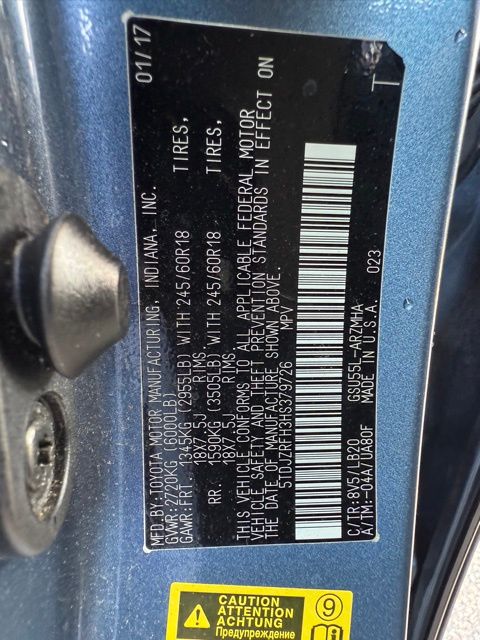 MFD.BY:TOYOTA MOTOR MANUFACTURING, INDIANA, INC. 01/17
GVWR:2720KG (6000LB)
GAWR:FRT. 1345KG (2955LB) WITH 245/60R18 TIRES,
18X7.5J RIMS
RR. 1590KG (3505LB) WITH 245/60R18 TIRES,
18X7.5J RIMS
THIS VEHICLE CONFORMS TO ALL APPLICABLE FEDERAL MOTOR
VEHICLE SAFETY AND THEFT PREVENTION STANDARDS IN EFFECT ON
THE DATE OF MANUFACTURE SHOWN ABOVE.
5TDJZRFH3HS379726 MPV
C/TR:8V5/LB20 GSU55L-ARZMHA 023
A/TM:-04A/UA80F MADE IN U.S.A. T
CAUTION
ATTENTION
ACHTUNG
Предупреждение
9